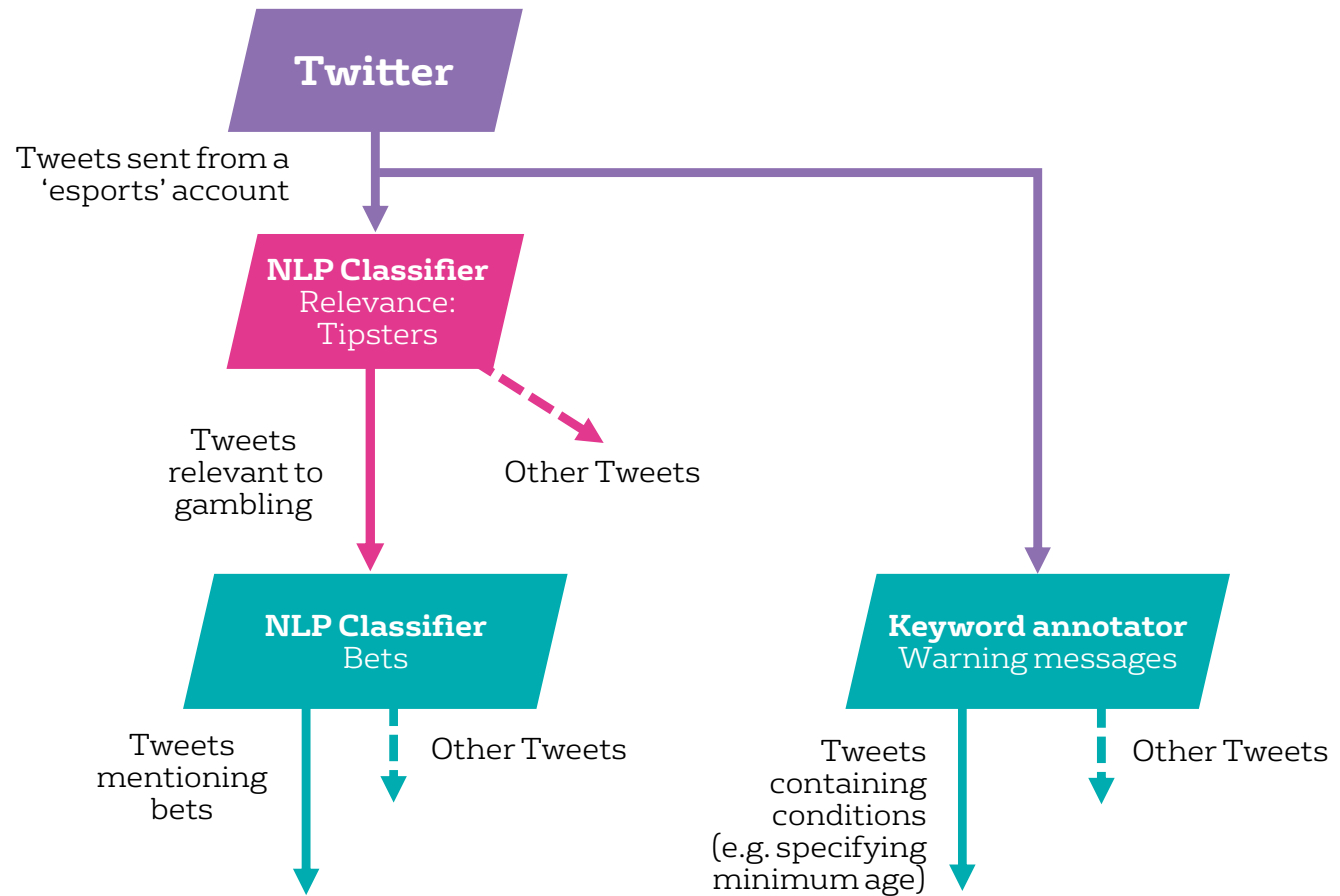 Twitter
Tweets sent from a
‘esports’ account
NLP Classifier
Relevance:
Tipsters
Tweets
relevant to
gambling
Other Tweets
NLP Classifier
Bets
Keyword annotator
Warning messages
Tweets
mentioning
bets
Other Tweets
Tweets
containing
conditions
(e.g. specifying
minimum age)
Other Tweets